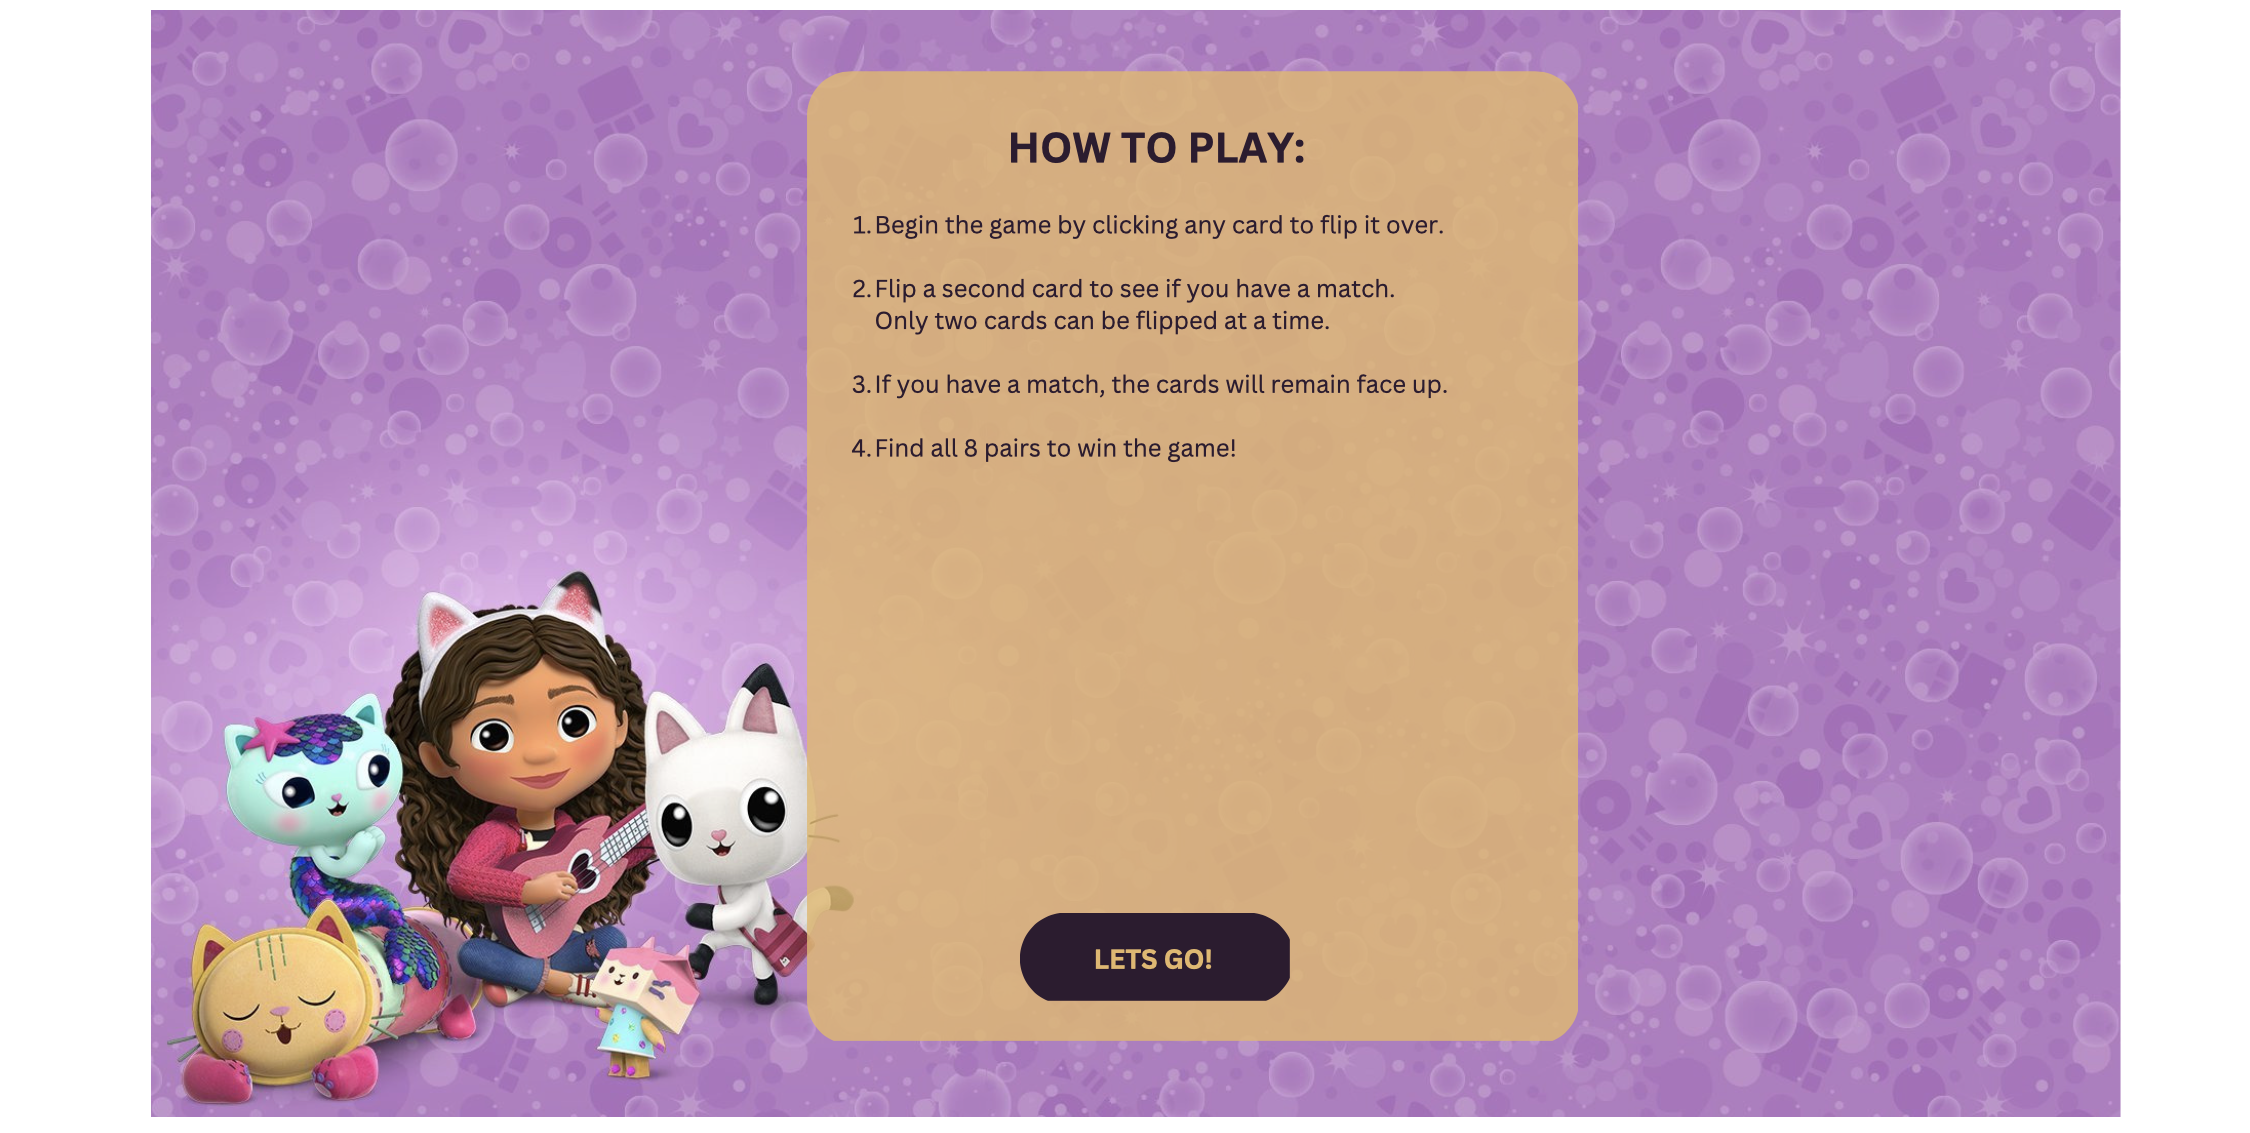 HOW TO PLAY:
1. Begin the game by clicking any card to flip it over.
2. Flip a second card to see if you have a match.
Only two cards can be flipped at a time.
3. If you have a match, the cards will remain face up.
4. Find all 8 pairs to win the game!
LETS GO!